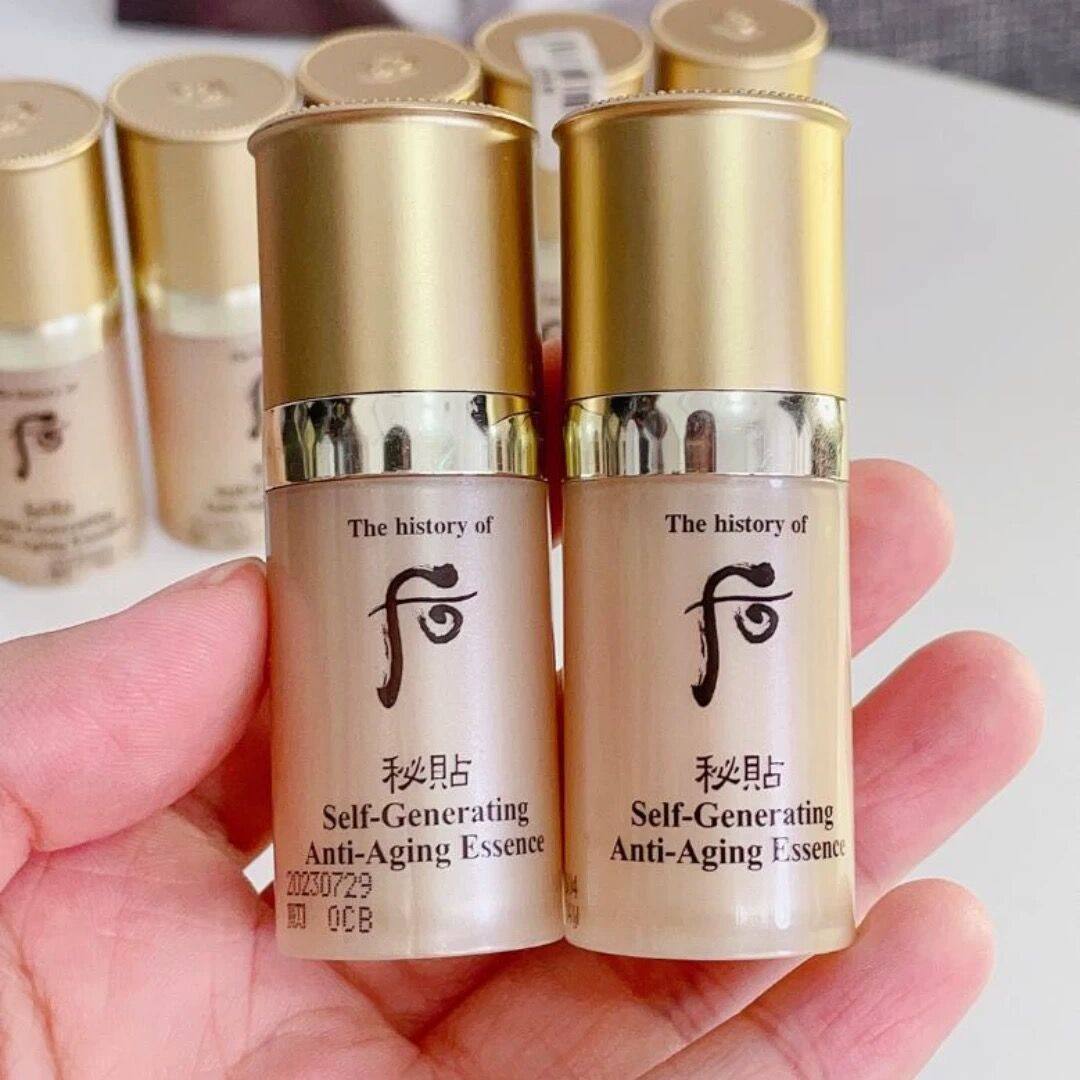 The history of
后
秘貼
Self-Generating
Anti-Aging Essence
20230729
OCB
The history of
后
秘貼
Self-Generating
Anti-Aging Essence